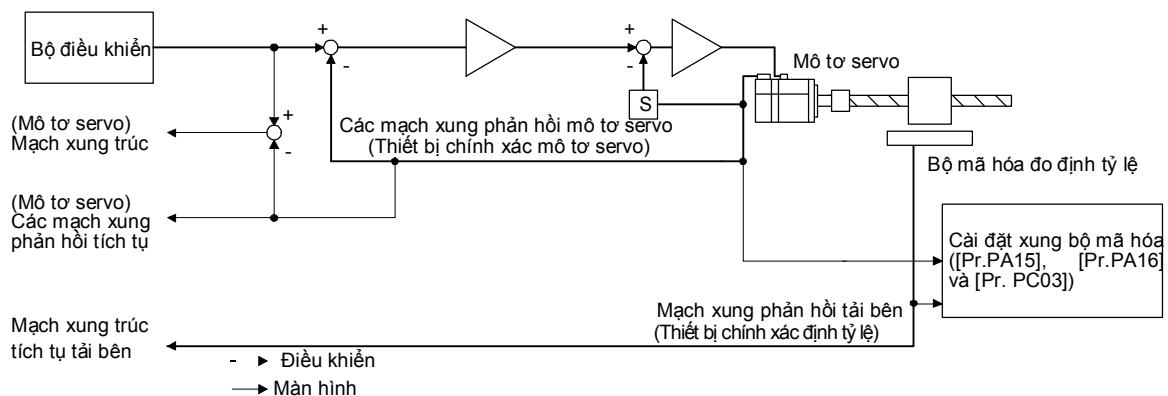 Bộ điều khiển
+
-
+
-
S
Mô tơ servo
(Mô tơ servo)
Mạch xung trúc
+
-
Các mạch xung phản hồi mô tơ servo
(Thiết bị chính xác mô tơ servo)
Bộ mã hóa đo định tỷ lệ
(Mô tơ servo)
Các mạch xung
phản hồi tích tụ
Cài đặt xung bộ mã hóa
([Pr.PA15], [Pr.PA16]
và [Pr. PC03])
Mạch xung phản hồi tải bên
(Thiết bị chính xác định tỷ lệ)
Mạch xung trúc
tích tụ tải bên
- Điều khiển
Màn hình